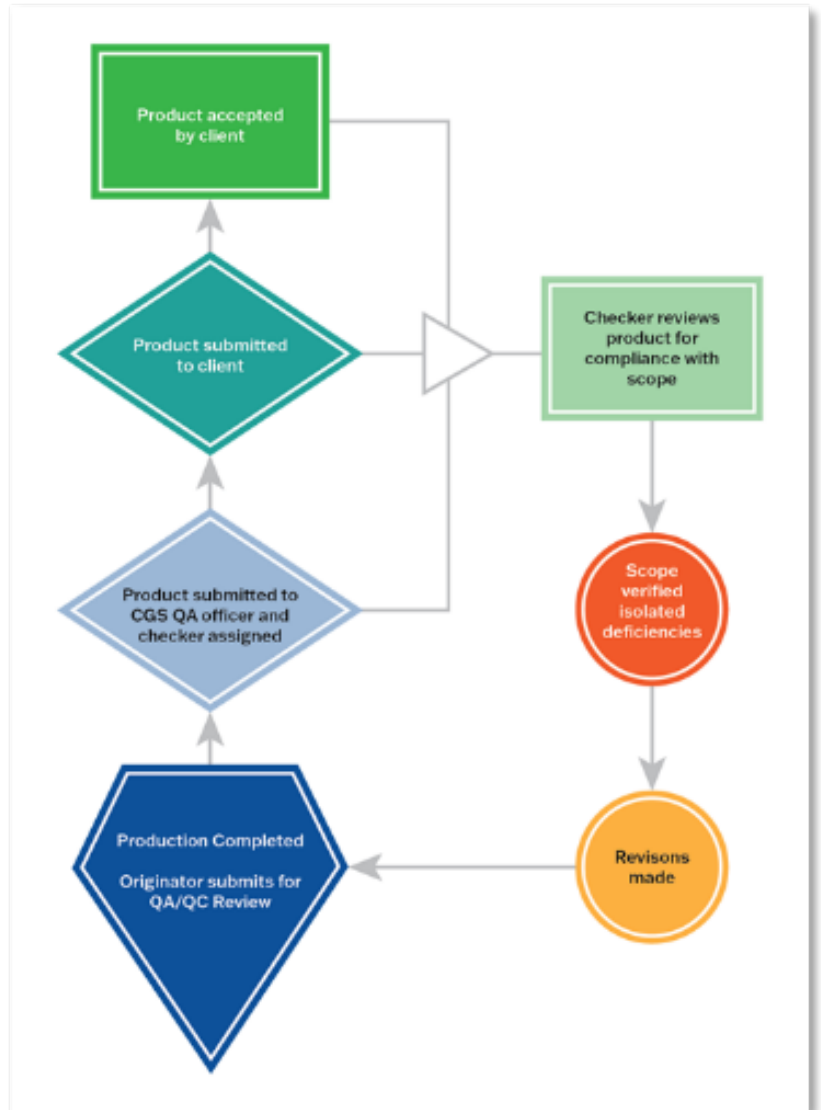 Product accepted
by client
Product submitted
to client
Checker reviews
product for
compliance with
scope
Product submitted to
CGS QA officer and
checker assigned
Scope
verified
isolated
deficiencies
Production Completed
Originator submits for
QA/QC Review
Revisons
made